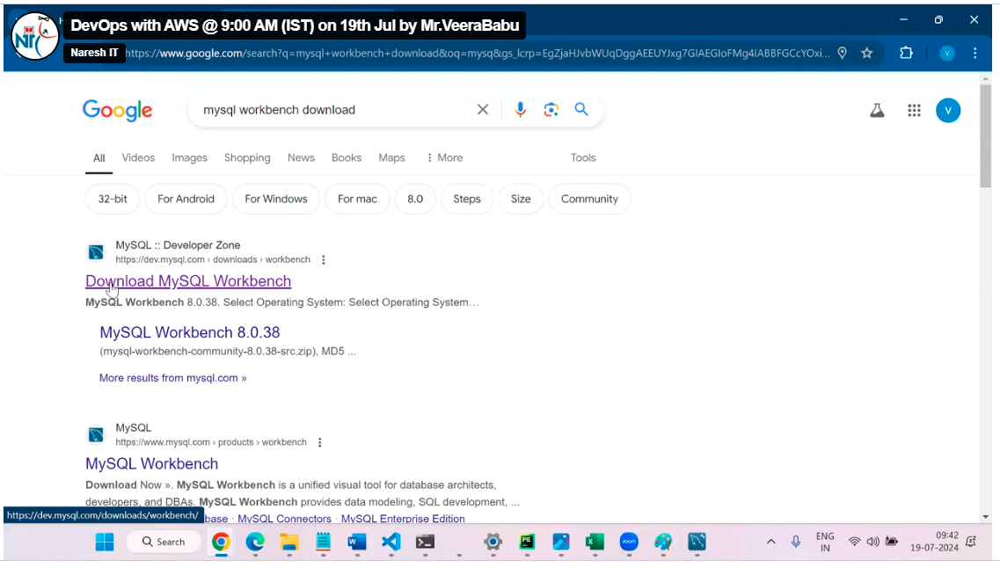 DevOps with AWS @ 9:00 AM (IST) on 19th Jul by Mr.VeeraBabu
Naresh IT
https://www.google.com/search?q=mysql+workbench+download&oq=mysq&gs_lcrp=EgZjaHJvbWUqDggAEEUYJxg7GIAEGIoFMg4IABBFGCcYOxi...
Google
mysql workbench download
V
V
All
Videos
Images
Shopping
News
Books
Maps
More
Tools
32-bit
For Android
For Windows
For mac
8.0
Steps
Size
Community
MySQL :: Developer Zone
https://dev.mysql.com › downloads › workbench
Download MySQL Workbench
MySQL Workbench 8.0.38. Select Operating System: Select Operating System...
MySQL Workbench 8.0.38
(mysql-workbench-community-8.0.38-src.zip), MD5 ...
More results from mysql.com »
MySQL
https://www.mysql.com › products › workbench
MySQL Workbench
Download Now ». MySQL Workbench is a unified visual tool for database architects,
developers, and DBAs. MySQL Workbench provides data modeling, SQL development, ...
https://dev.mysql.com/downloads/workbench/
base · MySQL Connectors · MySQL Enterprise Edition
Search
zoom
ENG
IN
09:42
19-07-2024